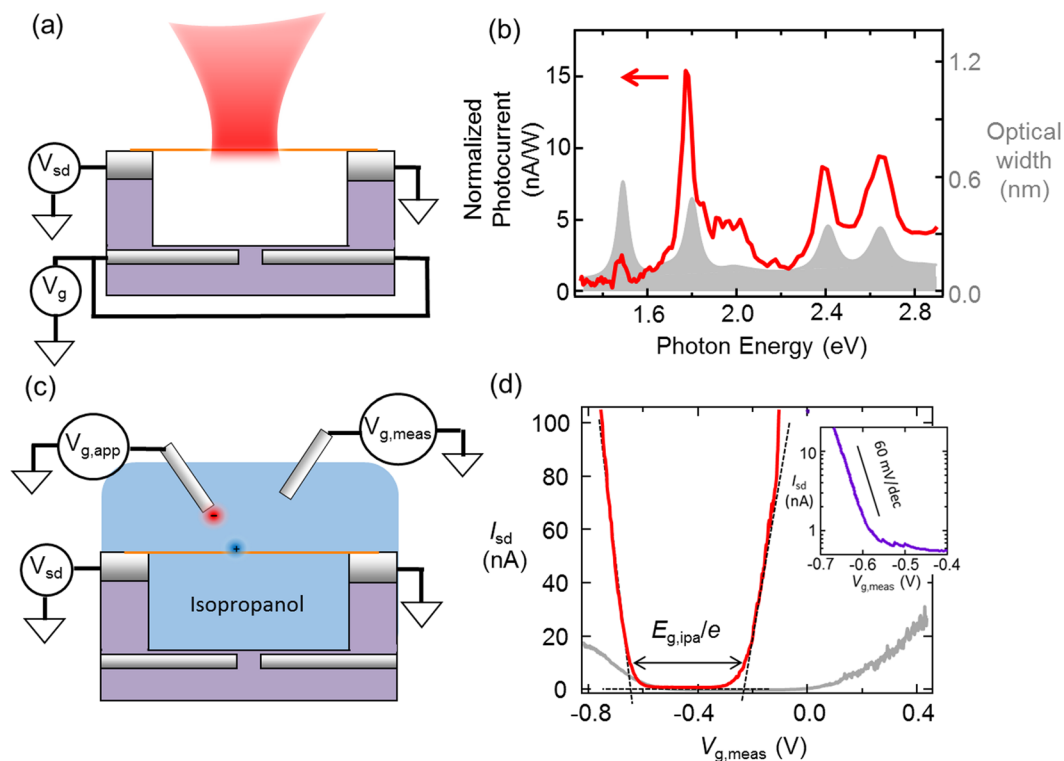 (a)
V_sd
V_g
(b)
Normalized
Photocurrent
(nA/W)
15
10
5
0
1.2
0.6
0.0
Optical
width
(nm)
1.6
2.0
2.4
2.8
Photon Energy (eV)
(c)
V_g,app
V_g,meas
-
+
V_sd
Isopropanol
(d)
100
80
60
40
20
0
I_sd
(nA)
E_g,ipa/e
-0.8
-0.4
0.0
0.4
V_g,meas (V)
10
1
I_sd
(nA)
60 mV/dec
-0.7
-0.6
-0.5
-0.4
V_g,meas (V)